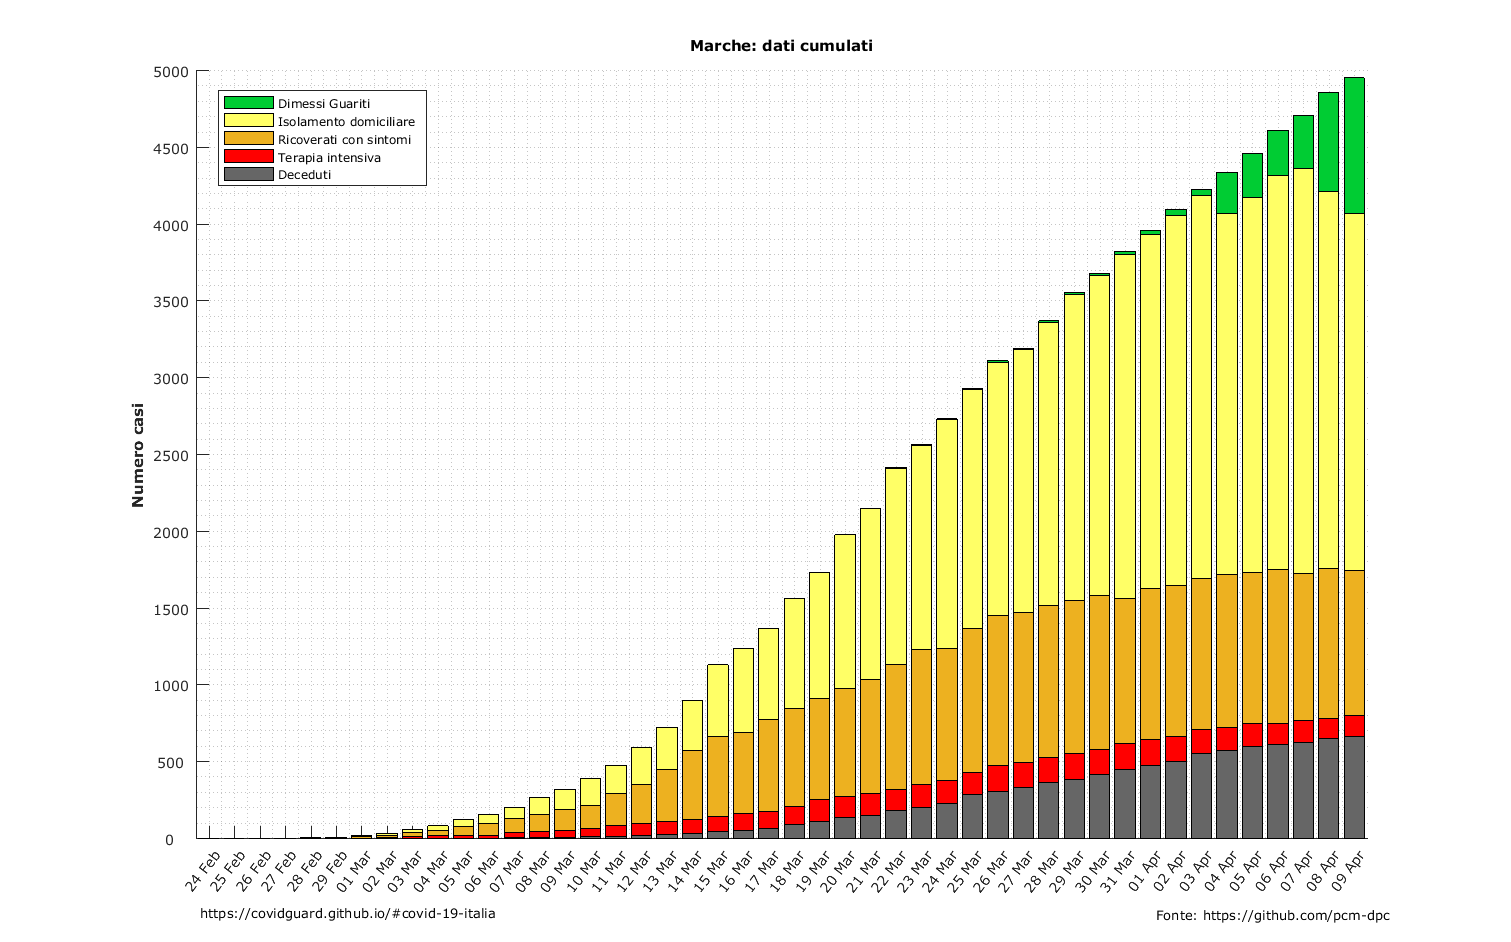 Marche: dati cumulati
5000
4500
4000
3500
3000
2500
2000
1500
1000
500
0
Numero casi
Dimessi Guariti
Isolamento domiciliare
Ricoverati con sintomi
Terapia intensiva
Deceduti
24 Feb
25 Feb
26 Feb
27 Feb
28 Feb
29 Feb
01 Mar
02 Mar
03 Mar
04 Mar
05 Mar
06 Mar
07 Mar
08 Mar
09 Mar
10 Mar
11 Mar
12 Mar
13 Mar
14 Mar
15 Mar
16 Mar
17 Mar
18 Mar
19 Mar
20 Mar
21 Mar
22 Mar
23 Mar
24 Mar
25 Mar
26 Mar
27 Mar
28 Mar
29 Mar
30 Mar
31 Mar
01 Apr
02 Apr
03 Apr
04 Apr
05 Apr
06 Apr
07 Apr
08 Apr
09 Apr
https://covidguard.github.io/#covid-19-italia
Fonte: https://github.com/pcm-dpc